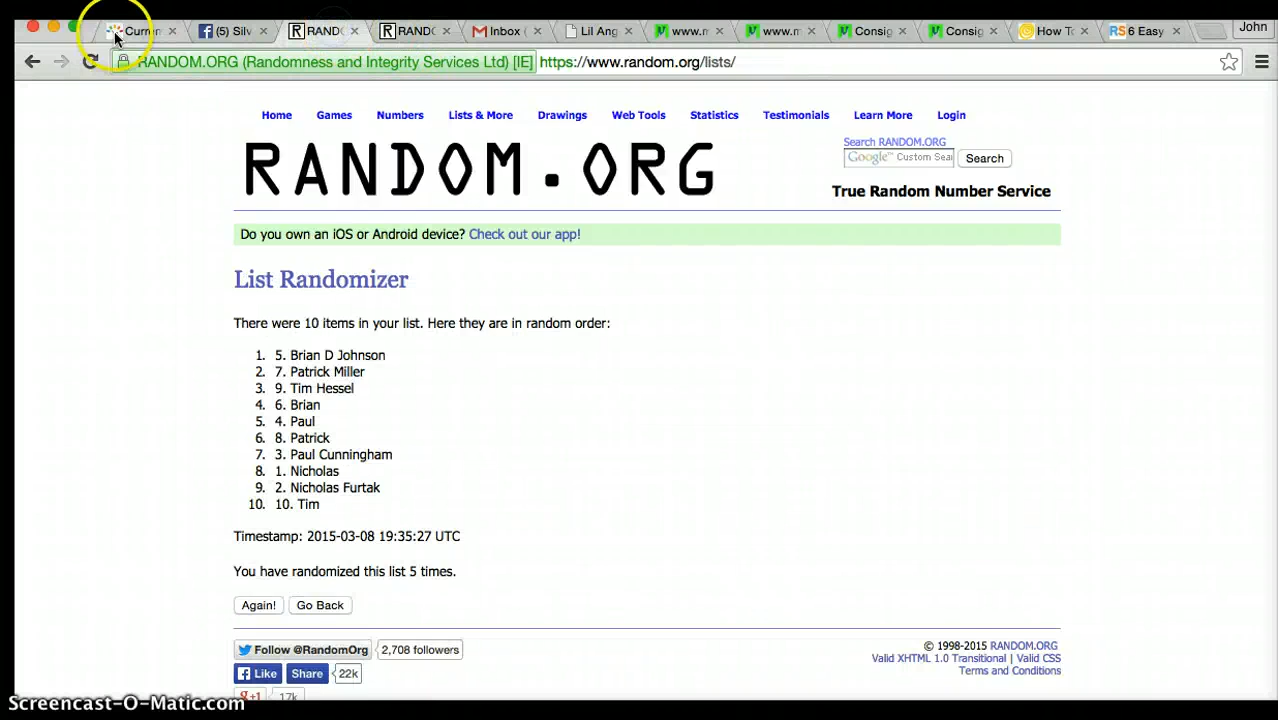 Curren (5) Silv RAND RANDO Inbox ( Lil Ang www.m www.m Consig Consig How To 6 Easy John
RANDOM.ORG (Randomness and Integrity Services Ltd) [IE] https://www.random.org/lists/
Home Games Numbers Lists & More Drawings Web Tools Statistics Testimonials Learn More Login
RANDOM.ORG
Search RANDOM.ORG
Google™ Custom Sear Search
True Random Number Service
Do you own an iOS or Android device? Check out our app!
List Randomizer
There were 10 items in your list. Here they are in random order:
1. 5. Brian D Johnson
2. 7. Patrick Miller
3. 9. Tim Hessel
4. 6. Brian
5. 4. Paul
6. 8. Patrick
7. 3. Paul Cunningham
8. 1. Nicholas
9. 2. Nicholas Furtak
10. 10. Tim
Timestamp: 2015-03-08 19:35:27 UTC
You have randomized this list 5 times.
Again! Go Back
Follow @RandomOrg 2,708 followers
Like Share 22k
g+1 17k
© 1998-2015 RANDOM.ORG
Valid XHTML 1.0 Transitional | Valid CSS
Terms and Conditions
Screencast-O-Matic.com